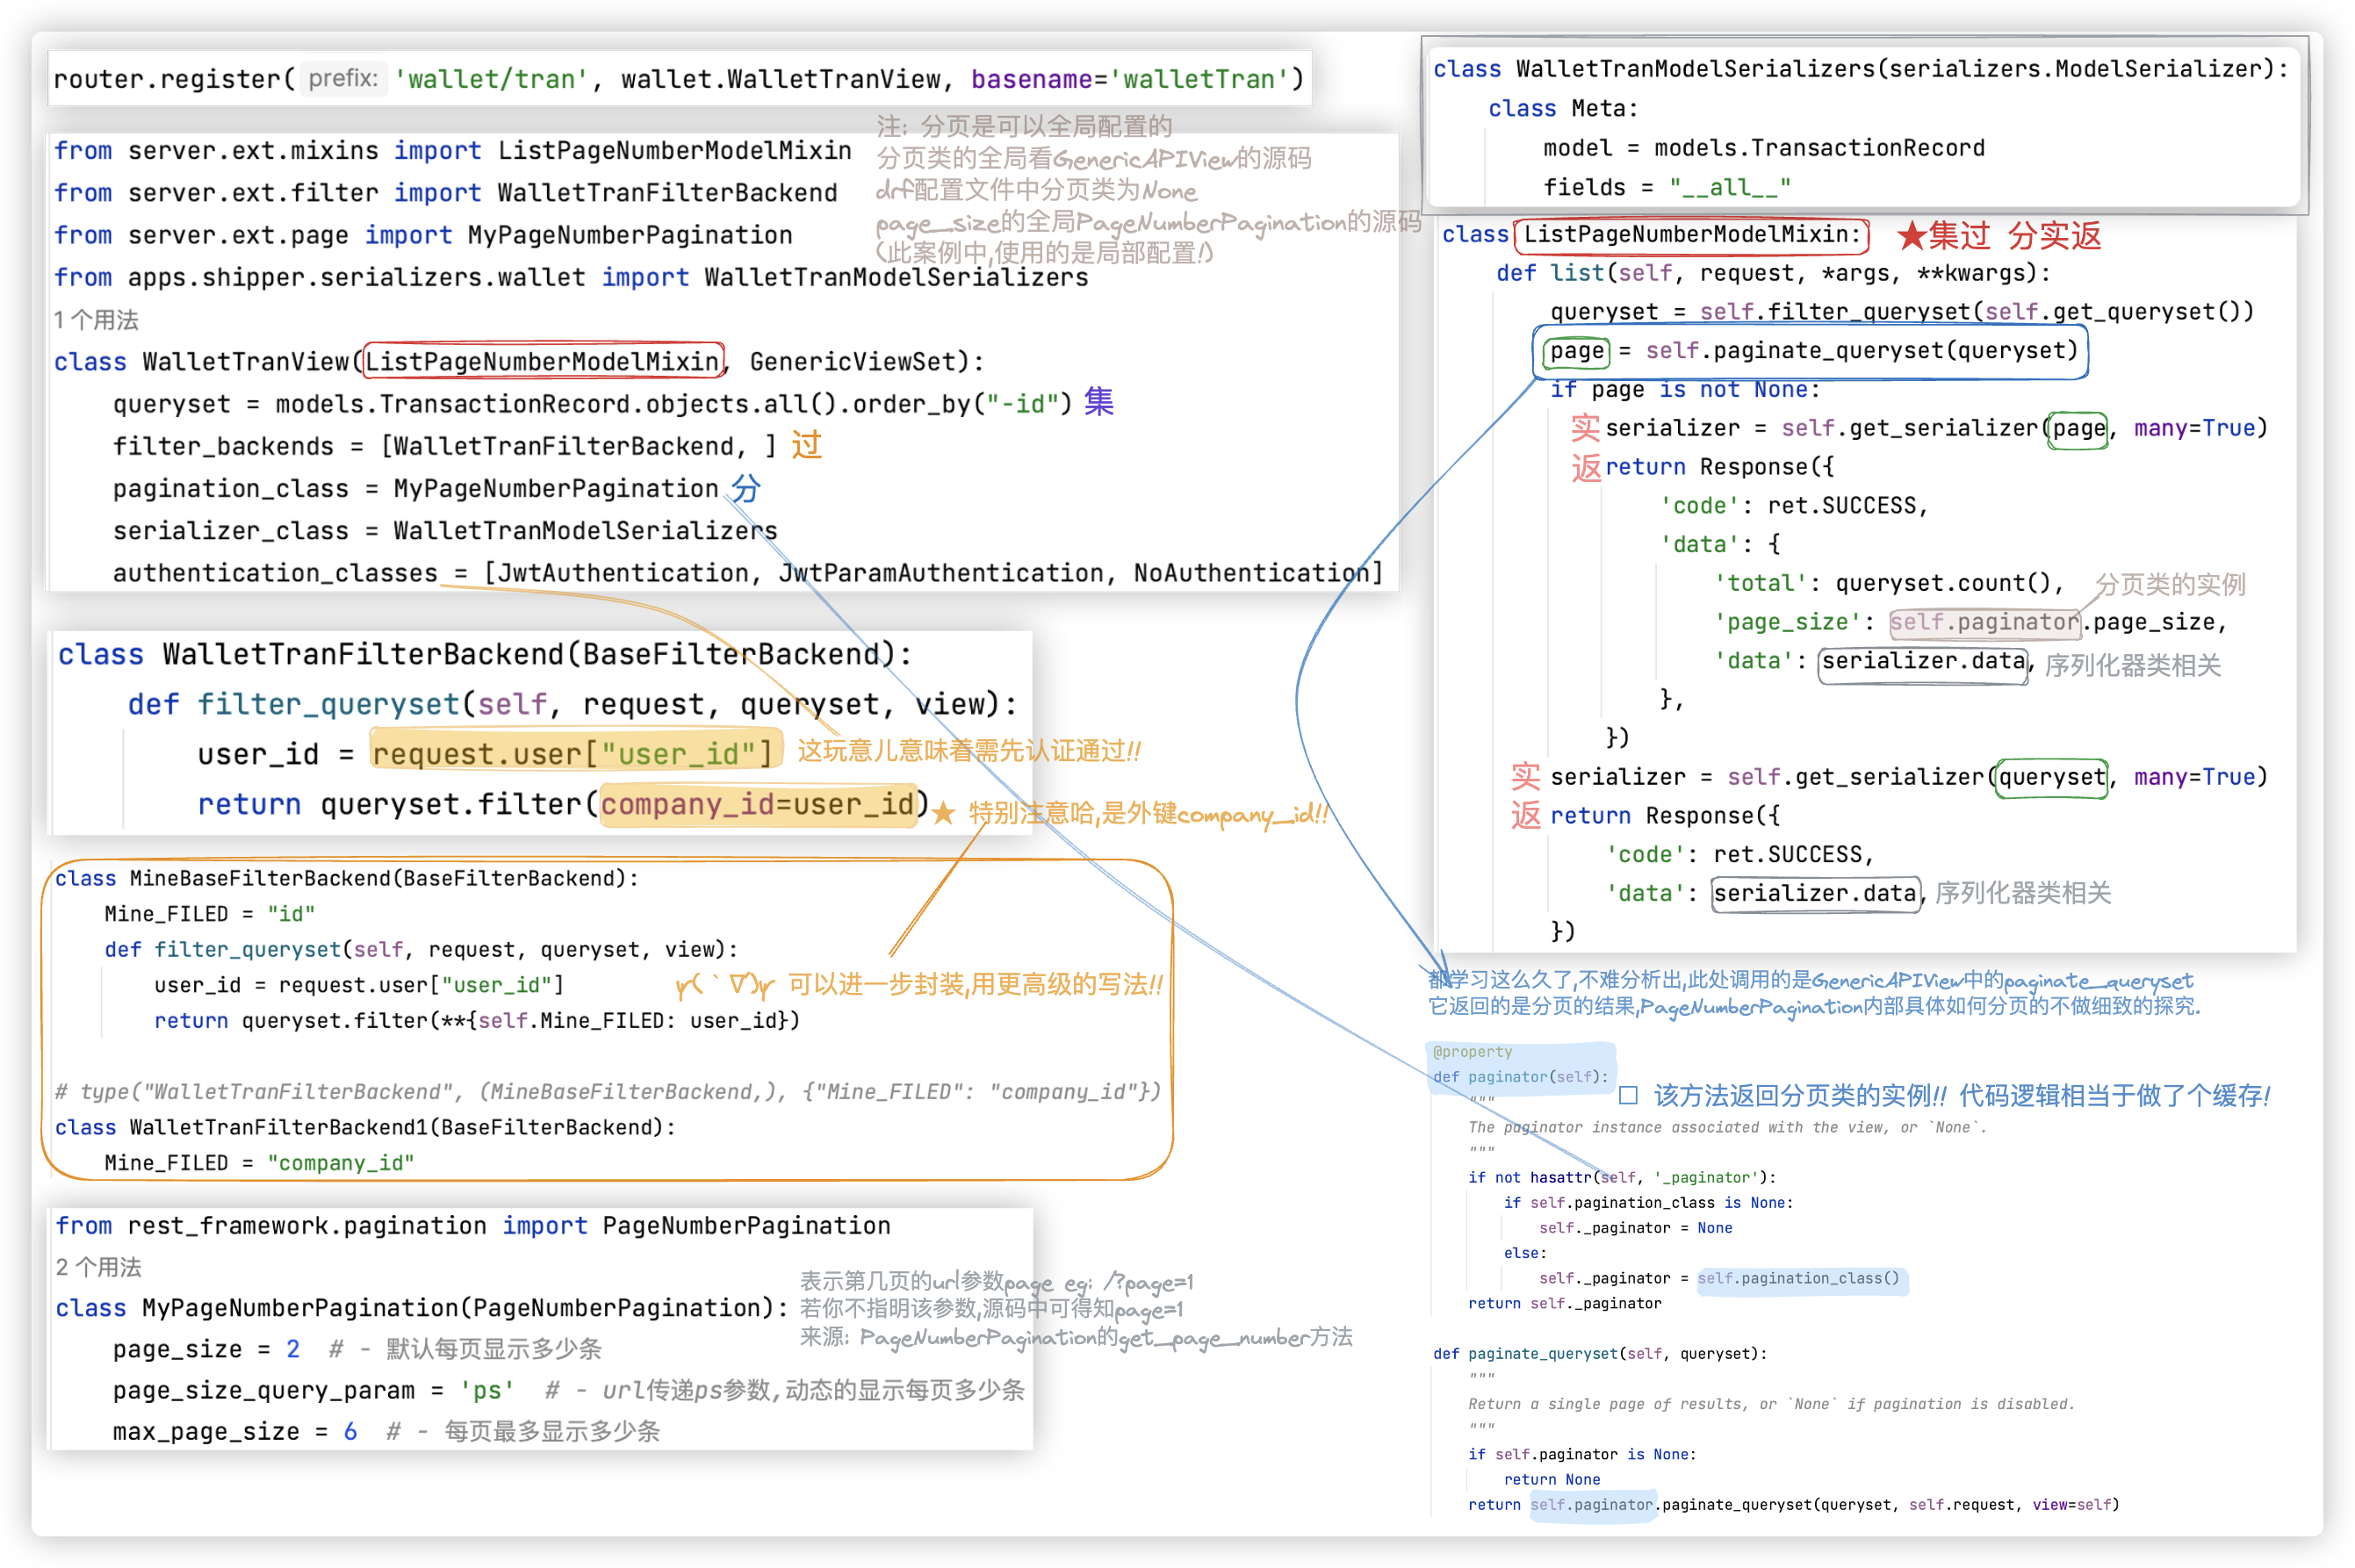 router.register( prefix: 'wallet/tran', wallet.WalletTranView, basename='walletTran')
注: 分页是可以全局配置的
分页类的全局看GenericAPIView的源码
drf配置文件中分页类为None
page_size的全局PageNumberPagination的源码
(此案例中,使用的是局部配置!)
from server.ext.mixins import ListPageNumberModelMixin
from server.ext.filter import WalletTranFilterBackend
from server.ext.page import MyPageNumberPagination
from apps.shipper.serializers.wallet import WalletTranModelSerializers
1 个用法
class WalletTranView(ListPageNumberModelMixin, GenericViewSet):
queryset = models.TransactionRecord.objects.all().order_by("-id") 集
filter_backends = [WalletTranFilterBackend, ] 过
pagination_class = MyPageNumberPagination 分
serializer_class = WalletTranModelSerializers
authentication_classes = [JwtAuthentication, JwtParamAuthentication, NoAuthentication]
class WalletTranFilterBackend(BaseFilterBackend):
def filter_queryset(self, request, queryset, view):
user_id = request.user["user_id"] 这玩意儿意味着需先认证通过!!
return queryset.filter(company_id=user_id) ★ 特别注意哈,是外键company_id!!
class MineBaseFilterBackend(BaseFilterBackend):
Mine_FILED = "id"
def filter_queryset(self, request, queryset, view):
user_id = request.user["user_id"] 可以进一步封装,用更高级的写法!!
return queryset.filter(**{self.Mine_FILED: user_id})
# type("WalletTranFilterBackend", (MineBaseFilterBackend,), {"Mine_FILED": "company_id"})
class WalletTranFilterBackend1(BaseFilterBackend):
Mine_FILED = "company_id"
from rest_framework.pagination import PageNumberPagination
2 个用法
class MyPageNumberPagination(PageNumberPagination):
page_size = 2 # - 默认每页显示多少条
page_size_query_param = 'ps' # - url传递ps参数,动态的显示每页多少条
max_page_size = 6 # - 每页最多显示多少条
表示第几页的url参数page eg: /?page=1
若你不指明该参数,源码中可得知page=1
来源: PageNumberPagination的get_page_number方法
class WalletTranModelSerializers(serializers.ModelSerializer):
class Meta:
model = models.TransactionRecord
fields = "__all__"
class ListPageNumberModelMixin: ★集过 分实返
def list(self, request, *args, **kwargs):
queryset = self.filter_queryset(self.get_queryset())
page = self.paginate_queryset(queryset)
if page is not None:
实 serializer = self.get_serializer(page, many=True)
返 return Response({
'code': ret.SUCCESS,
'data': {
'total': queryset.count(), 分页类的实例
'page_size': self.paginator.page_size,
'data': serializer.data, 序列化器类相关
},
})
实 serializer = self.get_serializer(queryset, many=True)
返 return Response({
'code': ret.SUCCESS,
'data': serializer.data, 序列化器类相关
})
都学习这么久了,不难分析出,此处调用的是GenericAPIView中的paginate_queryset
它返回的是分页的结果,PageNumberPagination内部具体如何分页的不做细致的探究.
@property
def paginator(self):
□ 该方法返回分页类的实例!! 代码逻辑相当于做了个缓存!
"""
The paginator instance associated with the view, or `None`.
"""
if not hasattr(self, '_paginator'):
if self.pagination_class is None:
self._paginator = None
else:
self._paginator = self.pagination_class()
return self._paginator
def paginate_queryset(self, queryset):
"""
Return a single page of results, or `None` if pagination is disabled.
"""
if self.paginator is None:
return None
return self.paginator.paginate_queryset(queryset, self.request, view=self)